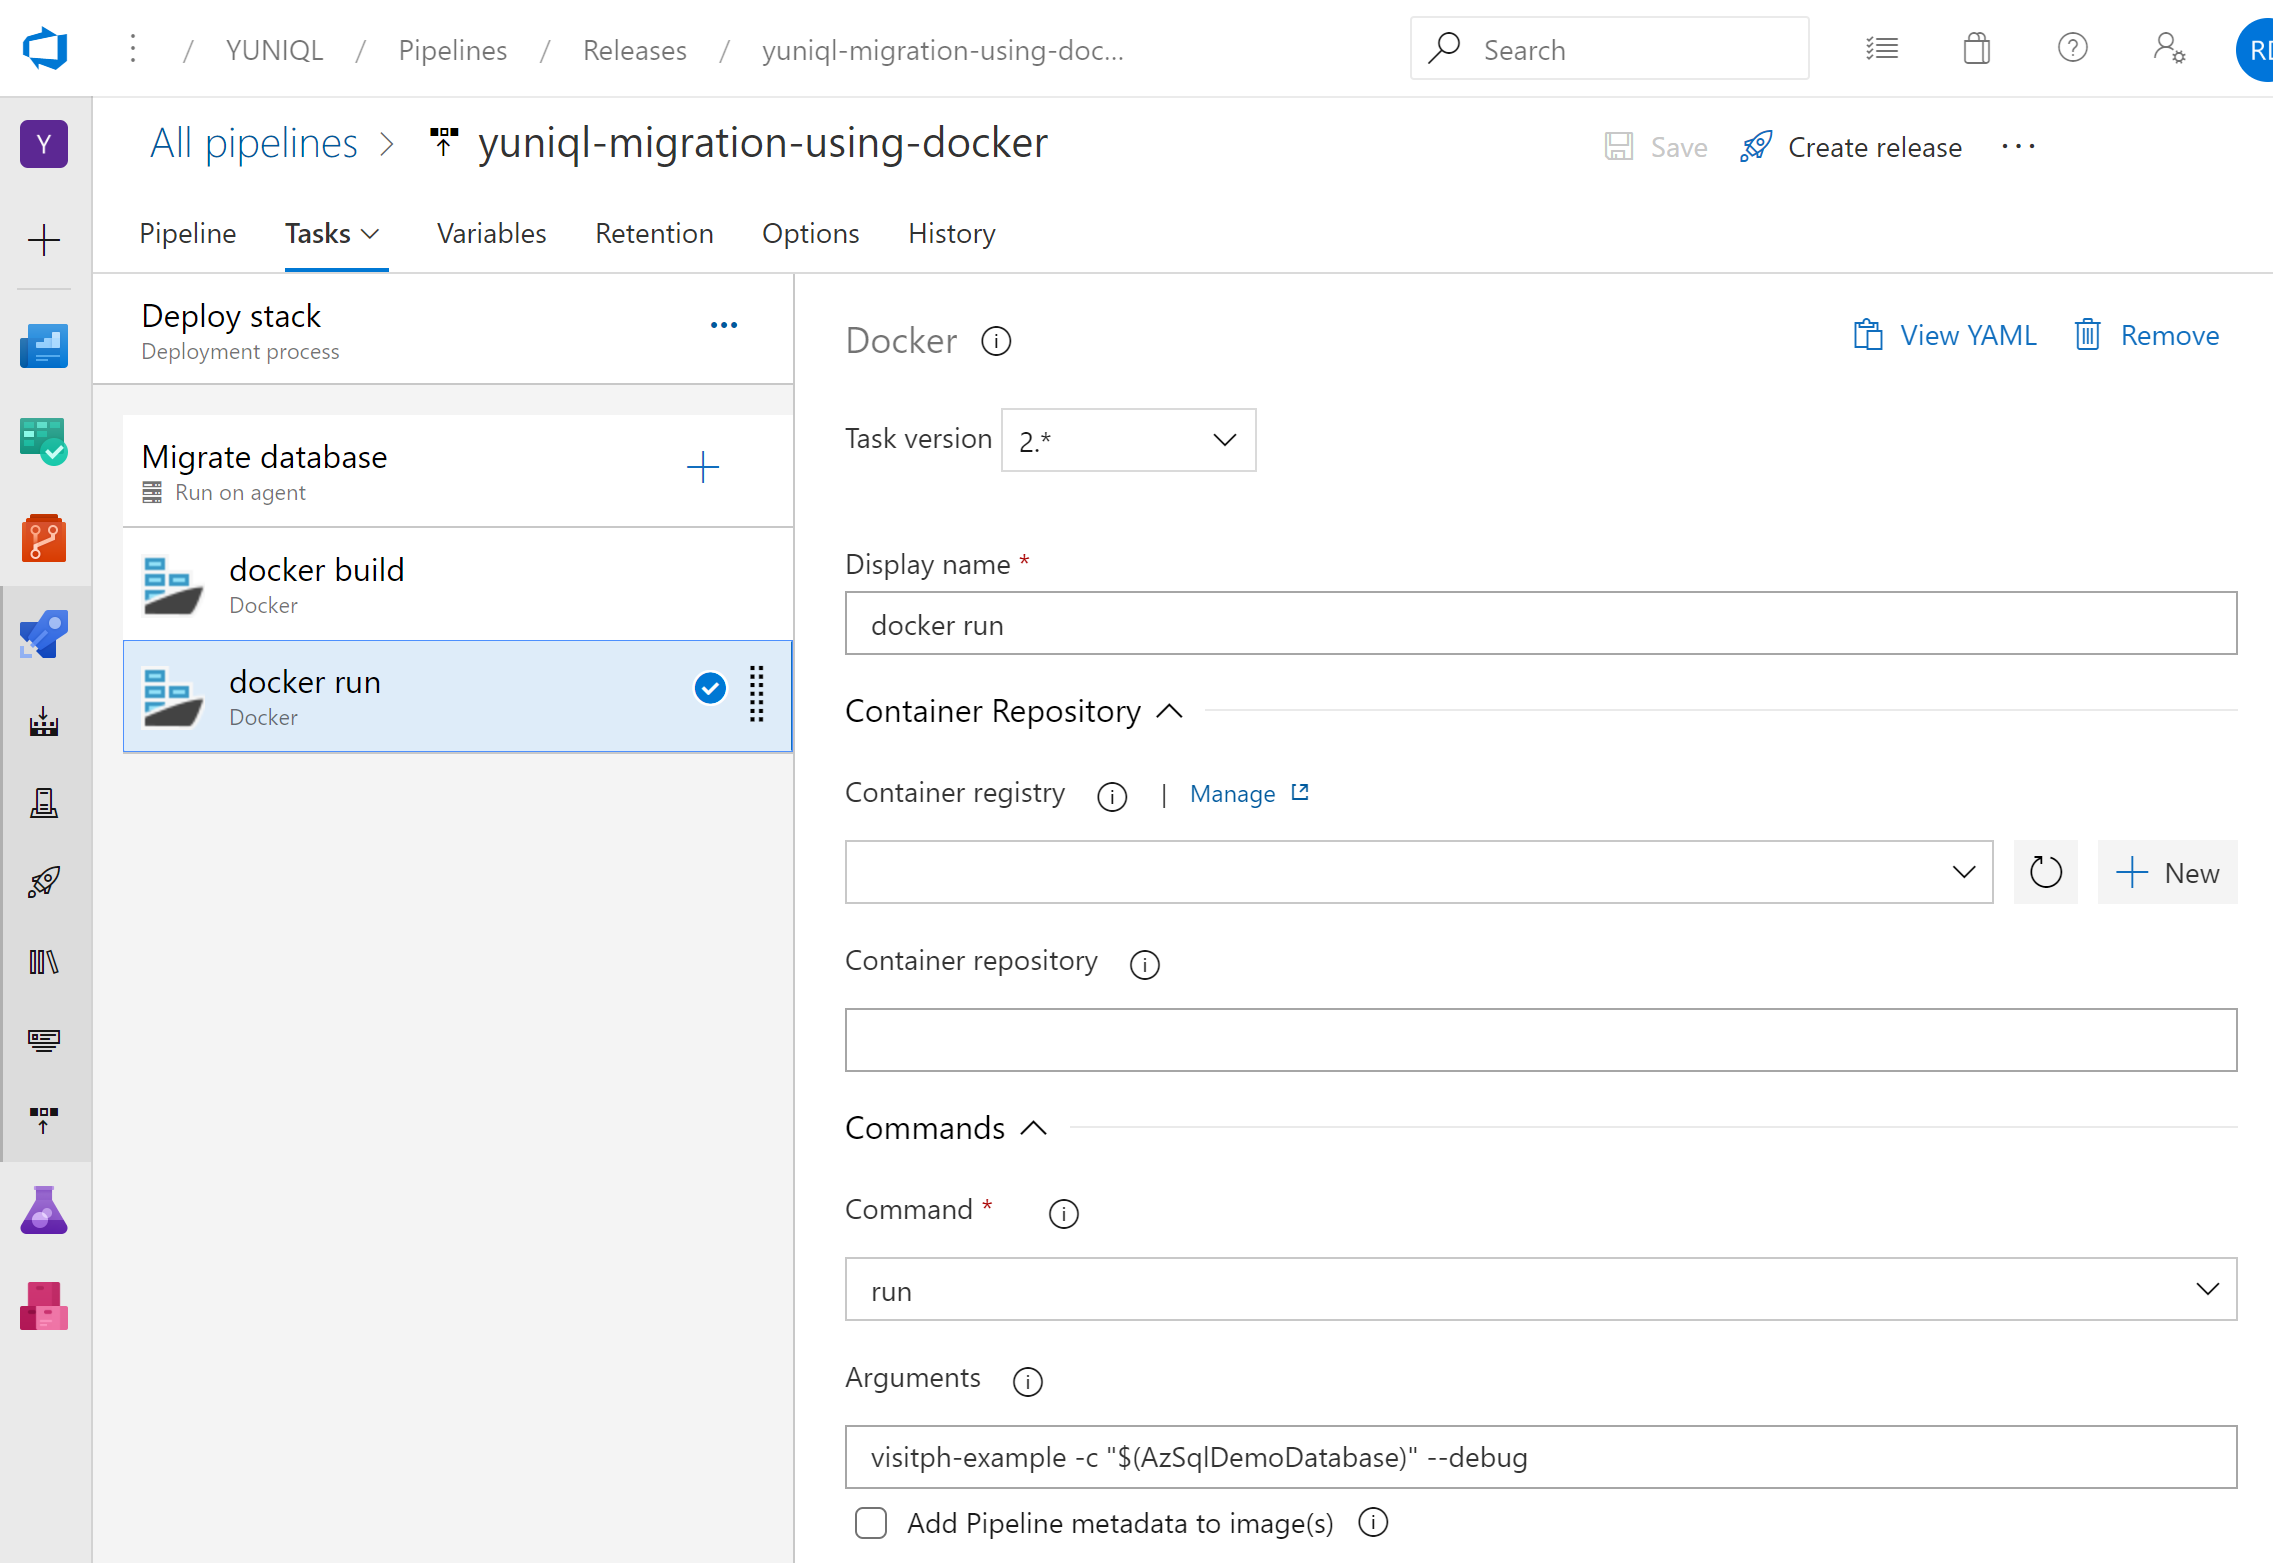 / YUNIQL / Pipelines / Releases / yuniql-migration-using-doc...
Search
RD
Y
All pipelines > yuniql-migration-using-docker
Save
Create release
Pipeline
Tasks
Variables
Retention
Options
History
Deploy stack
Deployment process
Migrate database
Run on agent
docker build
Docker
docker run
Docker
Docker
View YAML
Remove
Task version
2.*
Display name *
docker run
Container Repository
Container registry | Manage
New
Container repository
Commands
Command *
run
Arguments
visitph-example -c "$(AzSqlDemoDatabase)" --debug
Add Pipeline metadata to image(s)